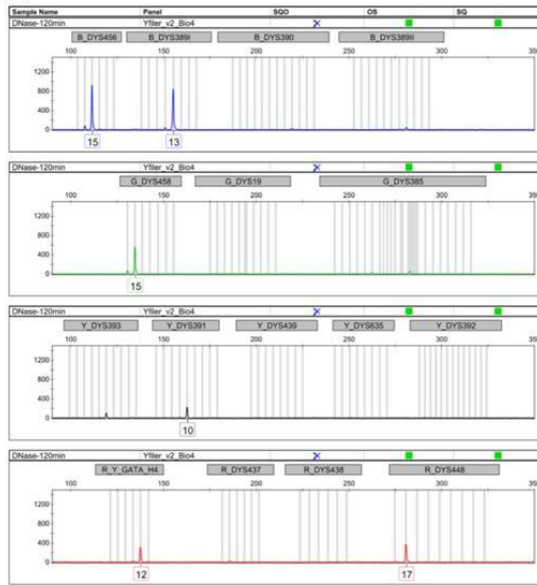 Sample Name Panel SQO OS SQ
DNase-120min Yfiler_v2_Bio4
B_DYS456 B_DYS389I B_DYS390 B_DYS389II
100 150 200 250 300 350
1200
800
400
0
15 13
DNase-120min Yfiler_v2_Bio4
G_DYS458 G_DYS19 G_DYS385
100 150 200 250 300 350
1200
800
400
0
15
DNase-120min Yfiler_v2_Bio4
Y_DYS393 Y_DYS391 Y_DYS439 Y_DYS635 Y_DYS392
100 150 200 250 300 350
1200
800
400
0
10
DNase-120min Yfiler_v2_Bio4
R_Y_GATA_H4 R_DYS437 R_DYS438 R_DYS448
100 150 200 250 300 350
1200
800
400
0
12 17